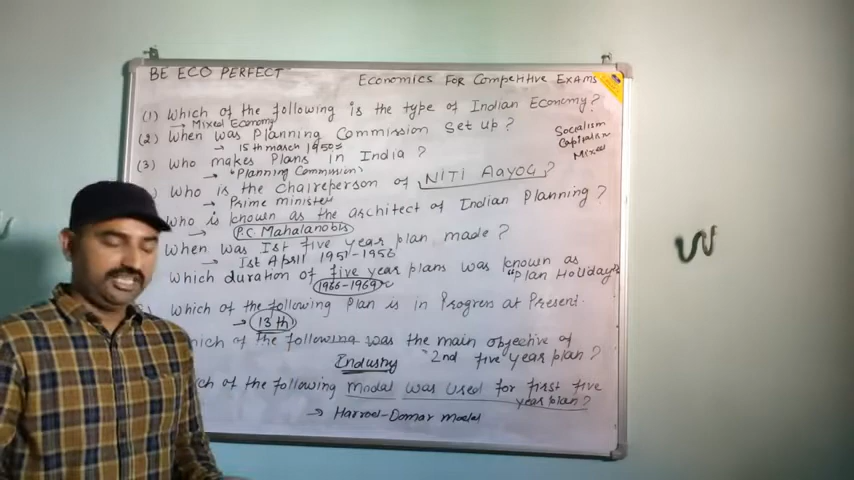 BE ECO PERFECT
Economics For Competitive Exams
(1) Which of the following is the type of Indian Economy?
→ Mixed Economy
(2) When was Planning Commission set up?
→ 15th march 1950s
Socialism
Capitalism
Mixed
(3) Who makes Plans in India?
→ "Planning Commission"
) Who is the Chaireperson of NITI Aayog?
→ Prime minister
Who is known as the architect of Indian Planning?
→ P.C. Mahalanobis
When was Ist five year plan made?
→ Ist April 1951-1956
Which duration of five year plans was known as
"Plan Holiday"?
(1966-1969)
Which of the following Plan is in Progress at Present.
→ 13th
hich of the following was the main objective of
2nd five year plan?
Industry
ch of the following modal was used for first five
year plan?
→ Harrod-Domar Model